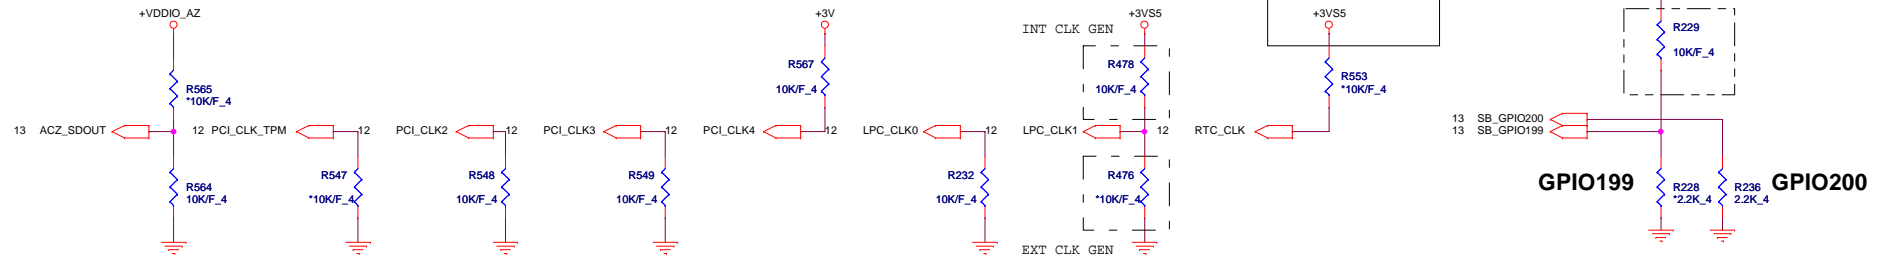 +VDDIO_AZ
+3V
+3VS5
+3VS5
INT CLK GEN
R229
10K/F_4
R567
10K/F_4
R478
10K/F_4
R553
*10K/F_4
R565
*10K/F_4
13 ACZ_SDOUT
12 PCI_CLK_TPM
12 PCI_CLK2
12 PCI_CLK3
12 PCI_CLK4
12 LPC_CLK0
12 LPC_CLK1
12 RTC_CLK
13 SB_GPIO200
13 SB_GPIO199
R564
10K/F_4
R547
*10K/F_4
R548
10K/F_4
R549
10K/F_4
R232
10K/F_4
R476
*10K/F_4
GPIO199
R228
*2.2K_4
R236
2.2K_4
GPIO200
EXT CLK GEN